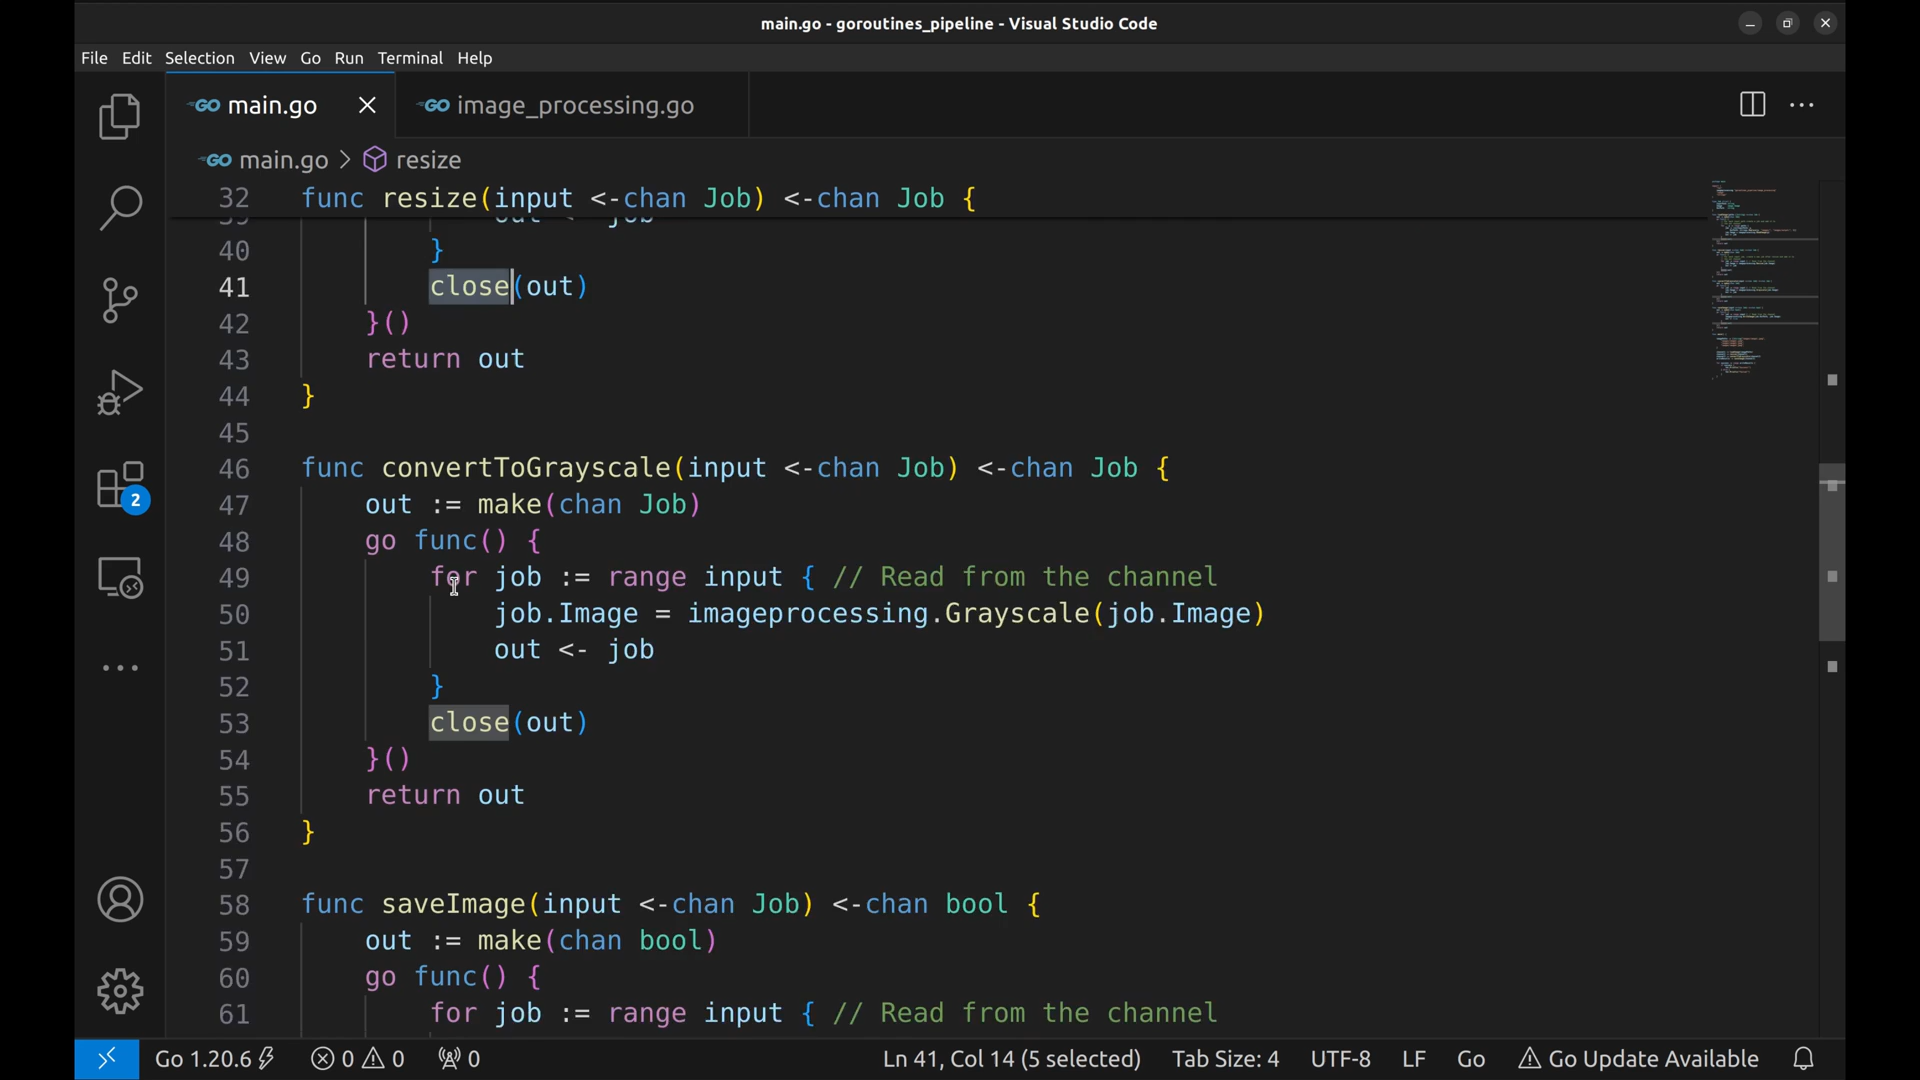 main.go - goroutines_pipeline - Visual Studio Code
File Edit Selection View Go Run Terminal Help
GO main.go
GO image_processing.go
GO main.go > resize
32 func resize(input <-chan Job) <-chan Job {
39 out <- job
40 }
41 close(out)
42 }()
43 return out
44 }
45
46 func convertToGrayscale(input <-chan Job) <-chan Job {
47 out := make(chan Job)
48 go func() {
49 for job := range input { // Read from the channel
50 job.Image = imageprocessing.Grayscale(job.Image)
51 out <- job
52 }
53 close(out)
54 }()
55 return out
56 }
57
58 func saveImage(input <-chan Job) <-chan bool {
59 out := make(chan bool)
60 go func() {
61 for job := range input { // Read from the channel
2
Go 1.20.6 0 0 0 Ln 41, Col 14 (5 selected) Tab Size: 4 UTF-8 LF Go Go Update Available